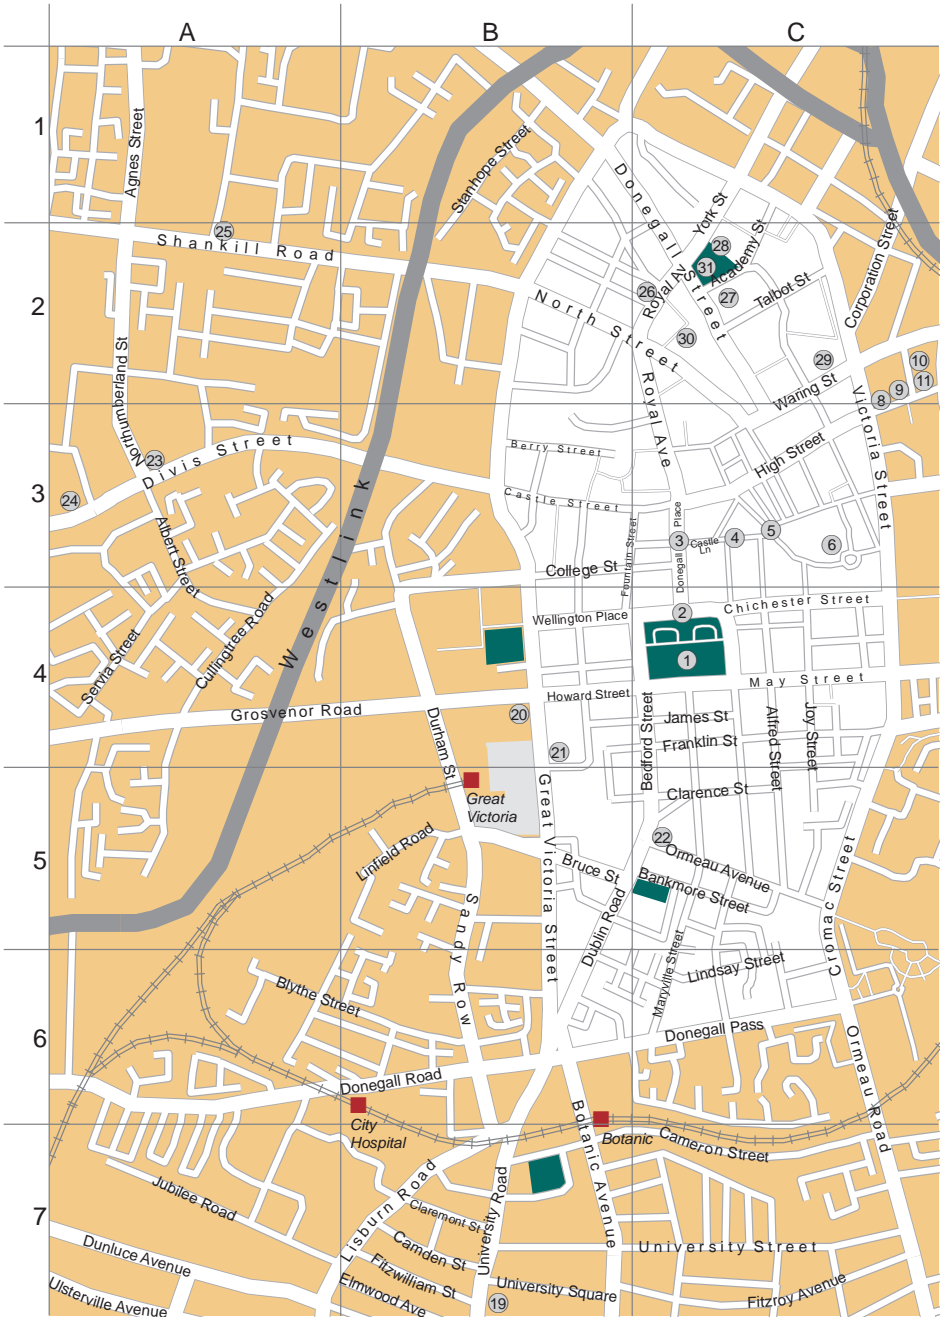 A B C
1
Agnes Street
Stanhope Street
Donegall Street
York St
25
Shankill Road
28
Academy St
31
Corporation Street
2
26
Royal Av
27
Talbot St
North Street
30
29
10
11
Northumberland St
Waring St
9
8
Royal Ave
Victoria Street
Berry Street
High Street
23
Divis Street
24
3
Castle Street
Westlink
Albert Street
Fountain Street
Donegall Place
3
Castle Ln
4
5
6
College St
Wellington Place
2
Chichester Street
Servia Street
Cullingtree Road
4
1
May Street
Howard Street
Grosvenor Road
20
Durham St
Bedford Street
James St
Alfred Street
Joy Street
Franklin St
21
Great Victoria
Great Victoria Street
Clarence St
22
Linfield Road
5
Bruce St
Ormeau Avenue
Bankmore Street
Cromac Street
Sandy Row
Dublin Road
Maryville Street
Lindsay Street
Blythe Street
6
Donegall Pass
Ormeau Road
Donegall Road
City Hospital
Botanic
Botanic Avenue
Cameron Street
Jubilee Road
7
Lisburn Road
University Road
Claremont St
Camden St
University Street
Dunluce Avenue
Fitzwilliam St
Elmwood Ave
University Square
19
Fitzroy Avenue
Ulsterville Avenue